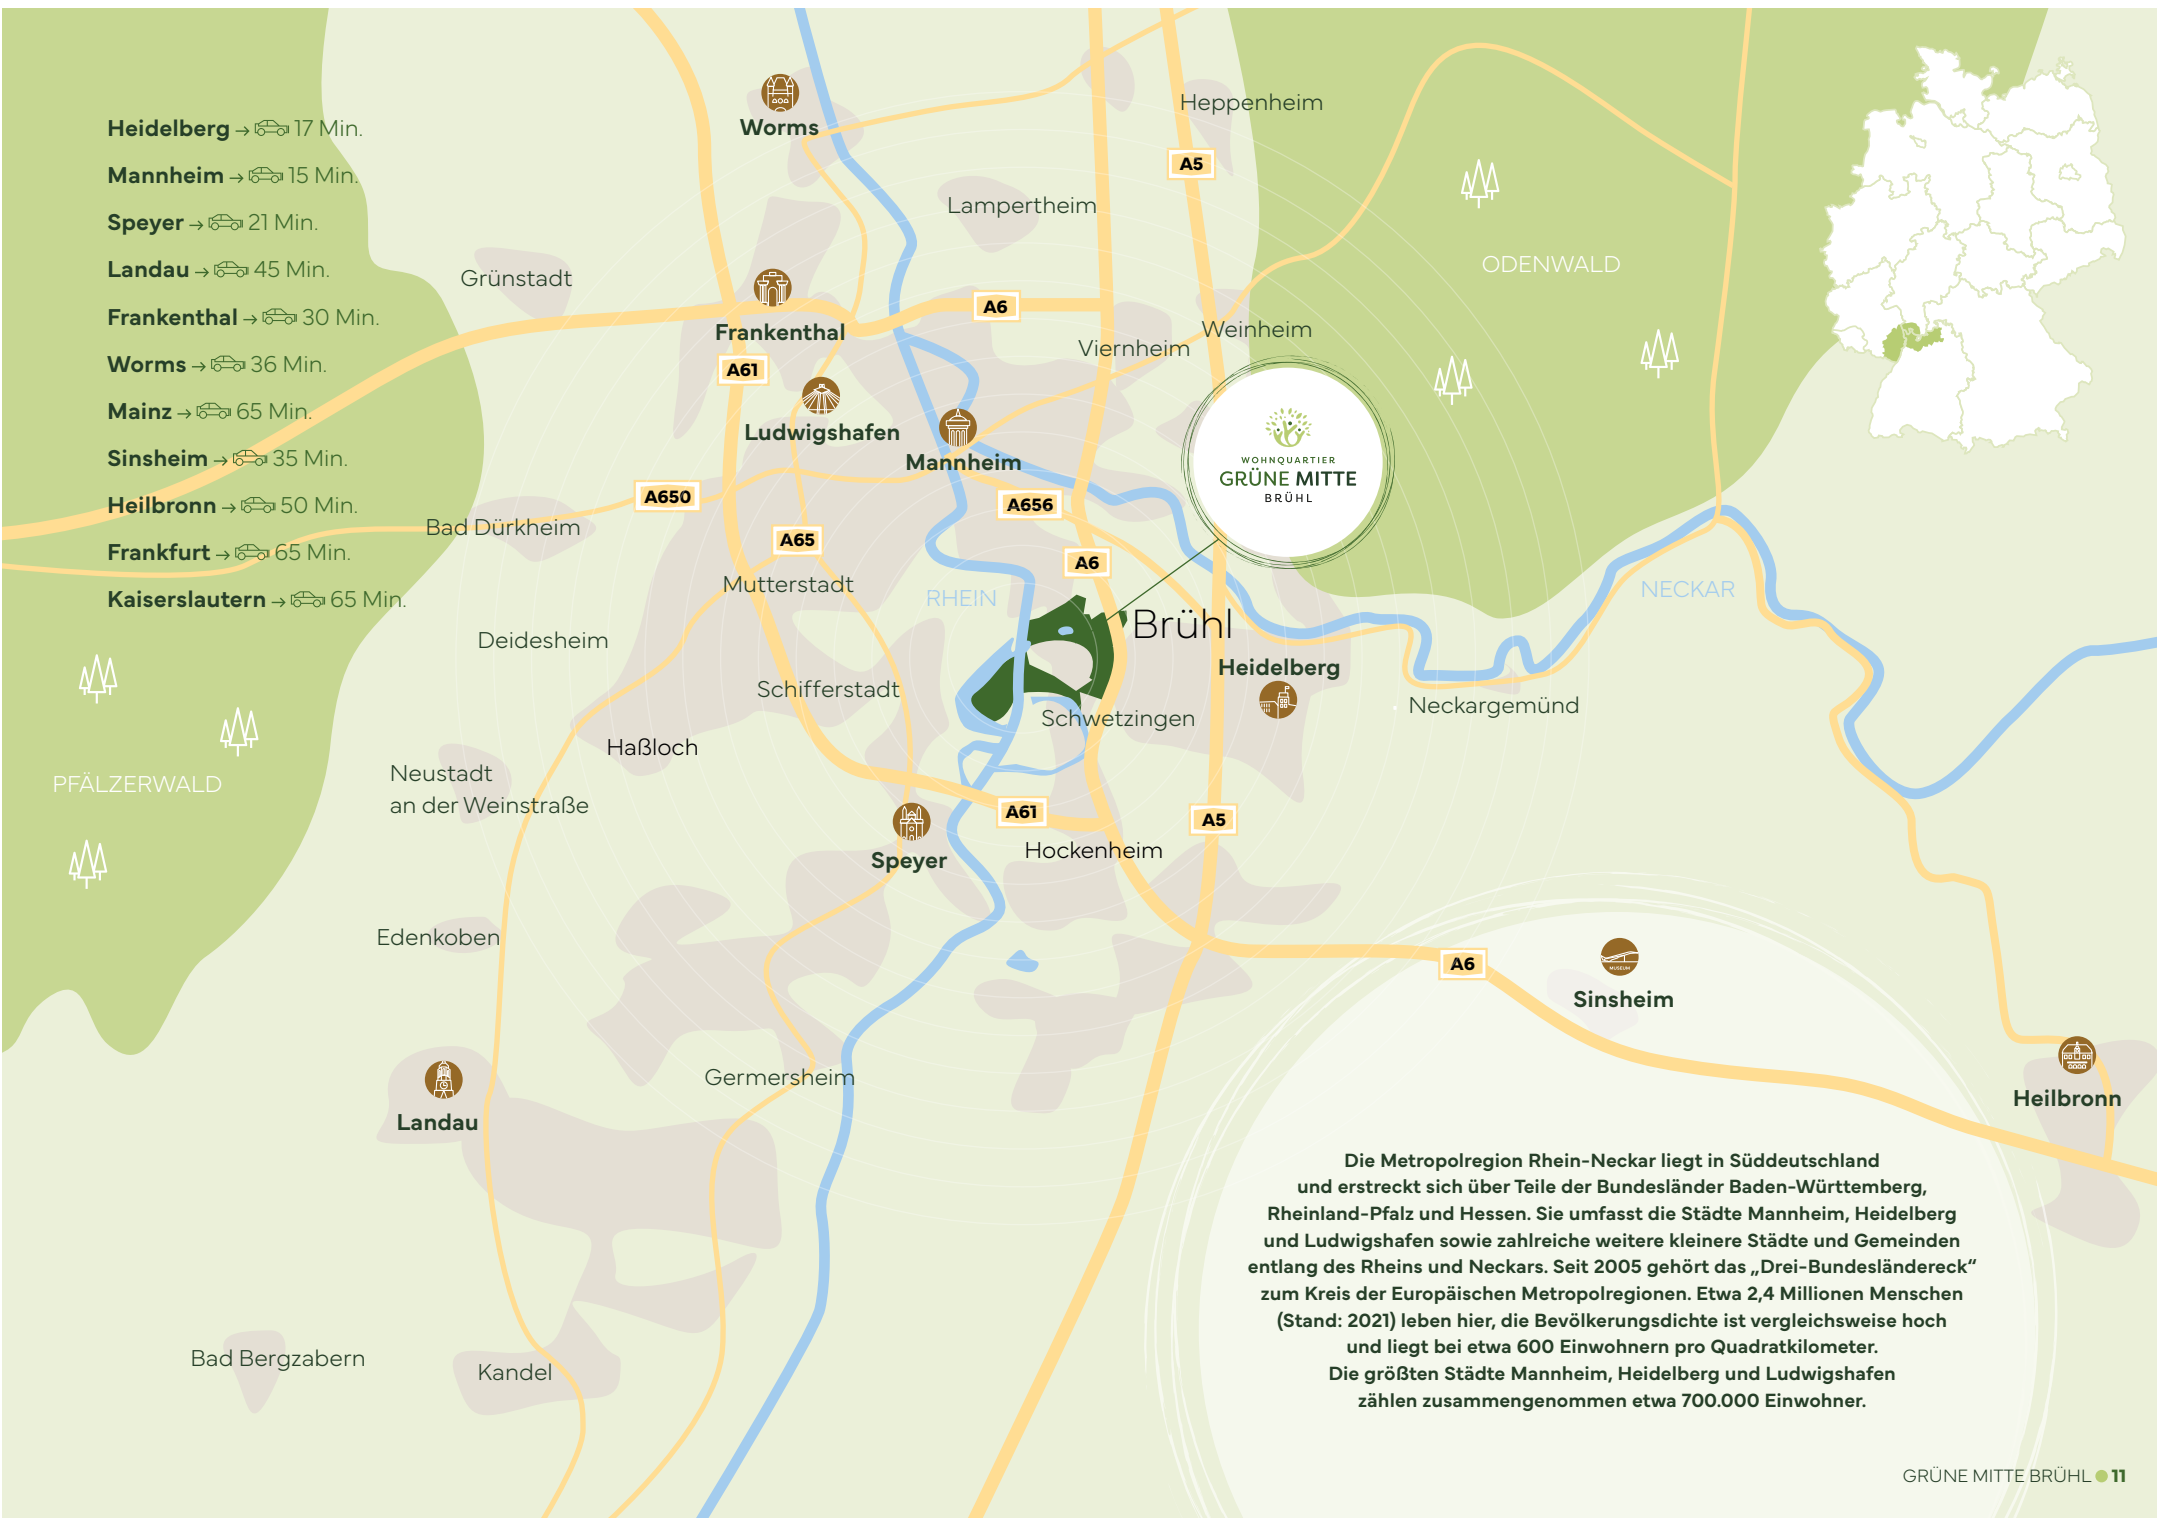 Heidelberg → 17 Min.
Mannheim → 15 Min.
Speyer → 21 Min.
Landau → 45 Min.
Frankenthal → 30 Min.
Worms → 36 Min.
Mainz → 65 Min.
Sinsheim → 35 Min.
Heilbronn → 50 Min.
Frankfurt → 65 Min.
Kaiserslautern → 65 Min.
Worms
Heppenheim
A5
Lampertheim
ODENWALD
Grünstadt
A6
Frankenthal
Weinheim
Viernheim
A61
Ludwigshafen
Mannheim
WOHNQUARTIER
GRÜNE MITTE
BRÜHL
A650
A656
Bad Dürkheim
A65
A6
Mutterstadt
RHEIN
NECKAR
Brühl
Deidesheim
Heidelberg
Schifferstadt
Neckargemünd
Schwetzingen
Haßloch
Neustadt
an der Weinstraße
PFÄLZERWALD
A61
A5
Hockenheim
Speyer
Edenkoben
A6
MUSEUM
Sinsheim
Germersheim
Heilbronn
Landau
Bad Bergzabern
Kandel
Die Metropolregion Rhein-Neckar liegt in Süddeutschland
und erstreckt sich über Teile der Bundesländer Baden-Württemberg,
Rheinland-Pfalz und Hessen. Sie umfasst die Städte Mannheim, Heidelberg
und Ludwigshafen sowie zahlreiche weitere kleinere Städte und Gemeinden
entlang des Rheins und Neckars. Seit 2005 gehört das „Drei-Bundesländereck“
zum Kreis der Europäischen Metropolregionen. Etwa 2,4 Millionen Menschen
(Stand: 2021) leben hier, die Bevölkerungsdichte ist vergleichsweise hoch
und liegt bei etwa 600 Einwohnern pro Quadratkilometer.
Die größten Städte Mannheim, Heidelberg und Ludwigshafen
zählen zusammengenommen etwa 700.000 Einwohner.
GRÜNE MITTE BRÜHL ● 11